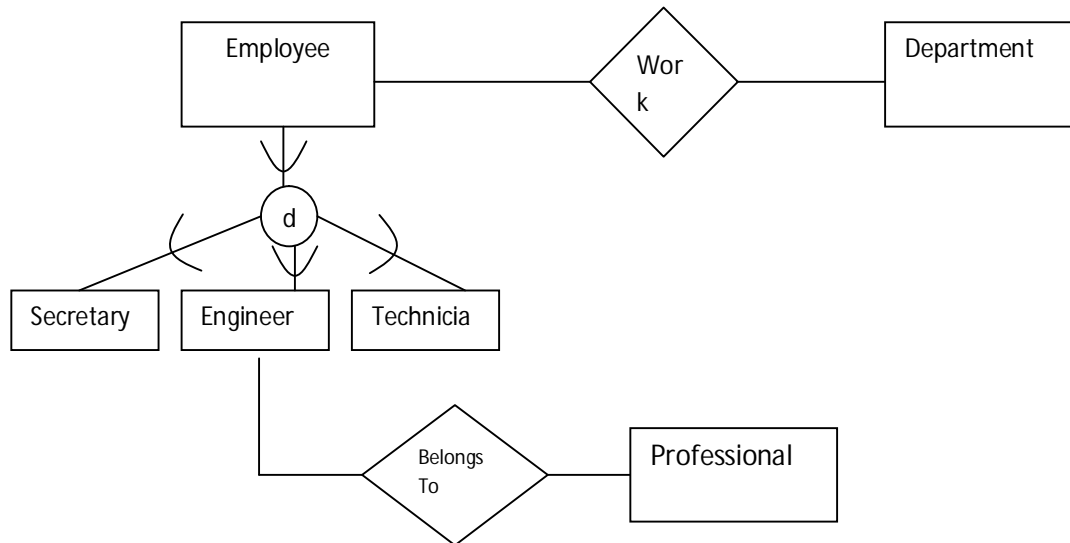 Employee
Department
Wor
k
d
Secretary
Engineer
Technicia
Belongs
To
Professional